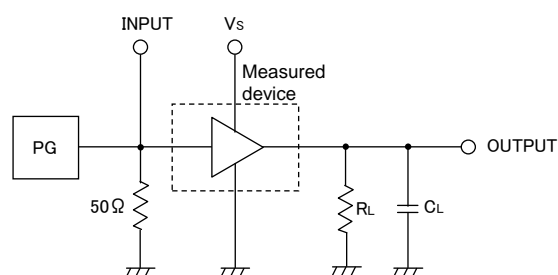 INPUT
Vs
Measured
device
PG
OUTPUT
50Ω
RL
CL